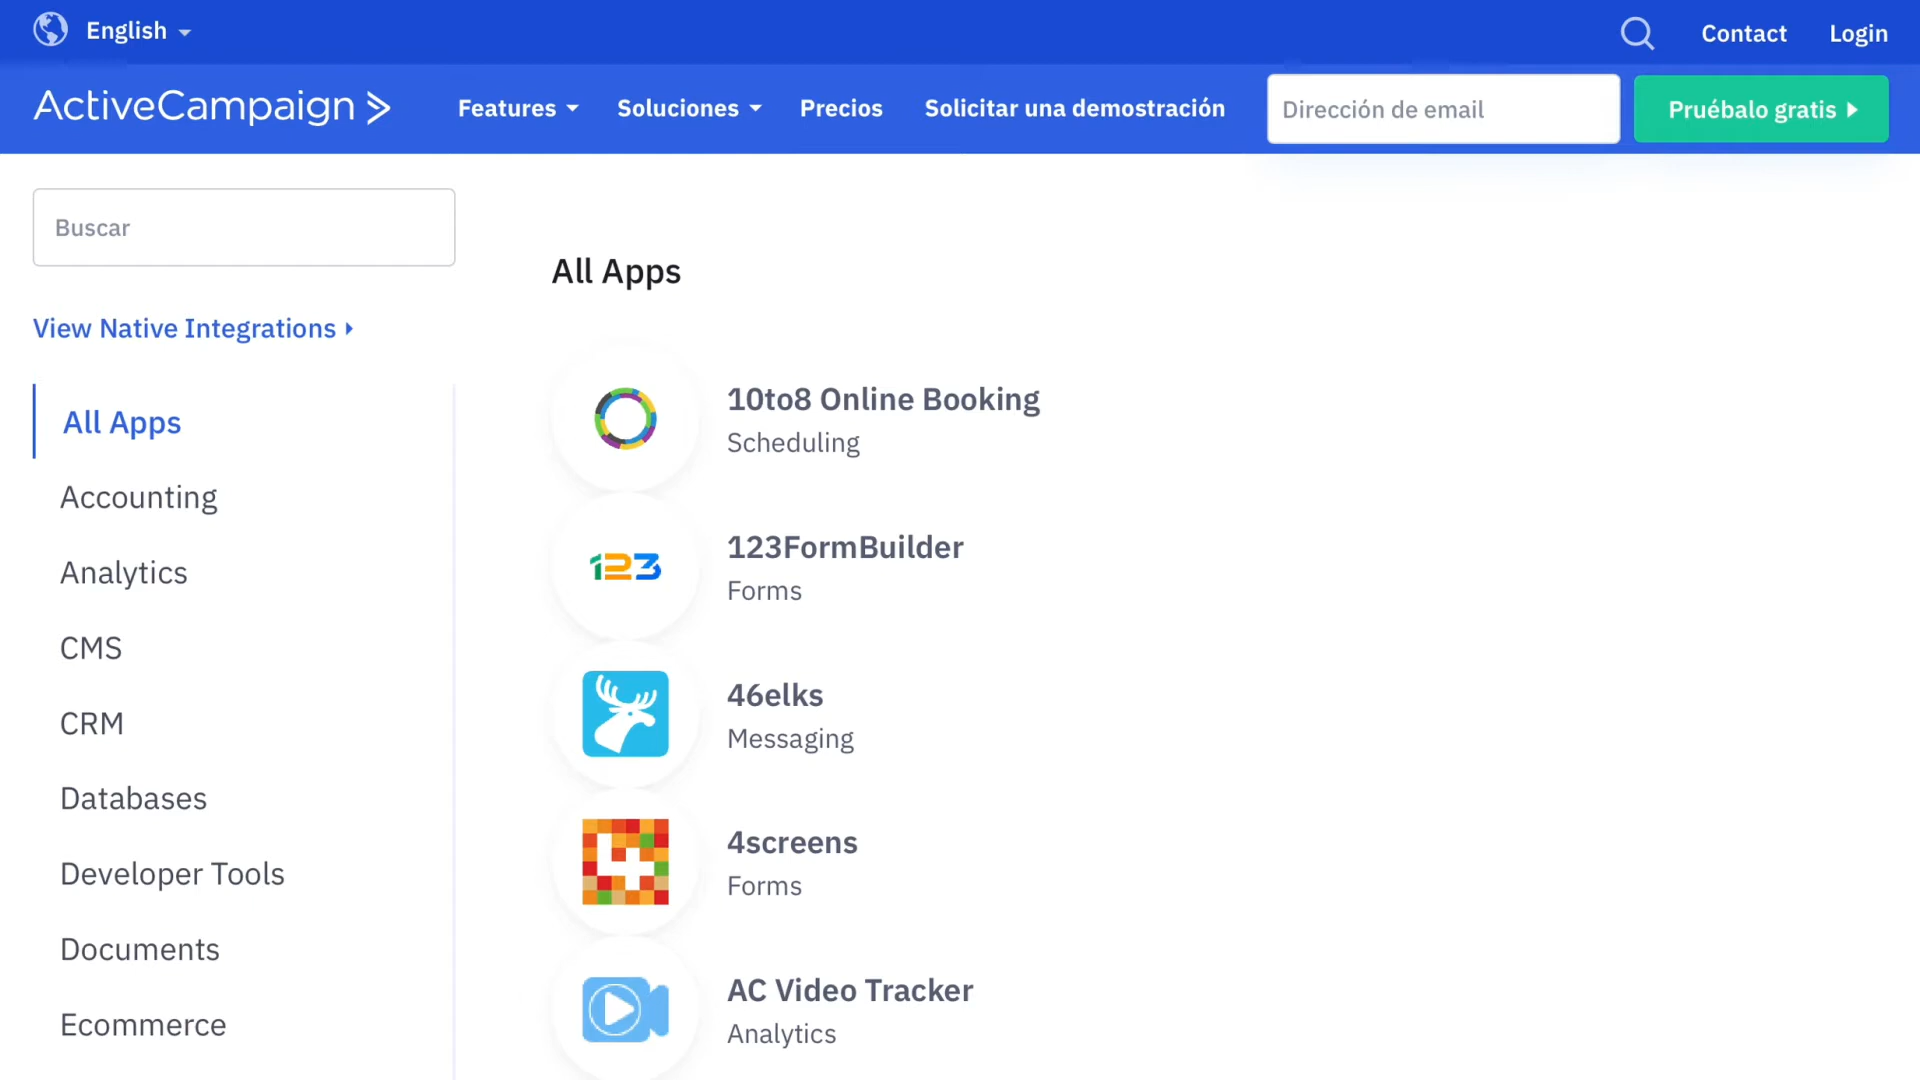 English
Contact
Login
ActiveCampaign
Features
Soluciones
Precios
Solicitar una demostración
Dirección de email
Pruébalo gratis
Buscar
View Native Integrations
All Apps
Accounting
Analytics
CMS
CRM
Databases
Developer Tools
Documents
Ecommerce
All Apps
10to8 Online Booking
Scheduling
123
123FormBuilder
Forms
46elks
Messaging
4
4screens
Forms
AC Video Tracker
Analytics